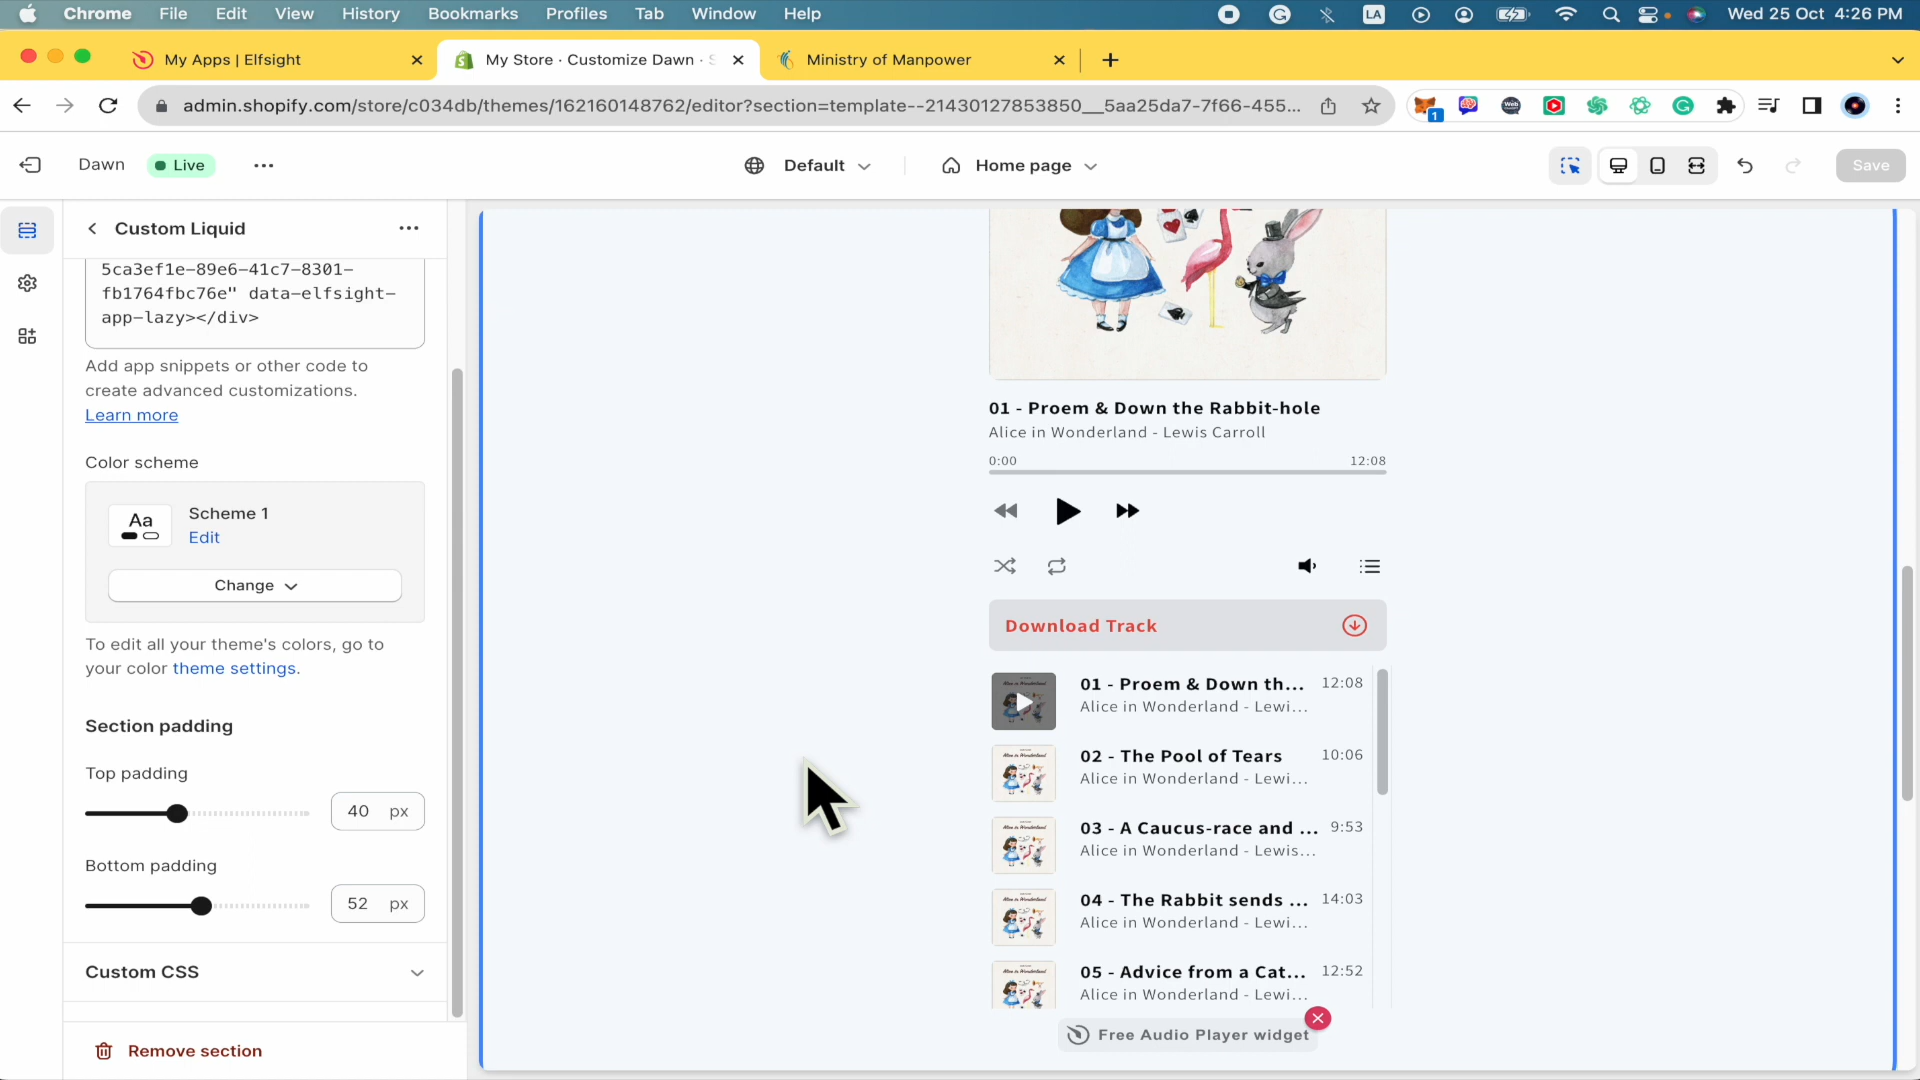 Chrome File Edit View History Bookmarks Profiles Tab Window Help LA Wed 25 Oct 4:26 PM
My Apps | Elfsight My Store · Customize Dawn · S Ministry of Manpower
admin.shopify.com/store/c034db/themes/162160148762/editor?section=template--21430127853850__5aa25da7-7f66-455...
1
Dawn Live Default Home page Save
Custom Liquid
5ca3ef1e-89e6-41c7-8301-
fb1764fbc76e" data-elfsight-
app-lazy></div>
Add app snippets or other code to
create advanced customizations.
Learn more
Color scheme
Aa
Scheme 1
Edit
Change
To edit all your theme's colors, go to
your color theme settings.
Section padding
Top padding
40 px
Bottom padding
52 px
Custom CSS
Remove section
01 - Proem & Down the Rabbit-hole
Alice in Wonderland - Lewis Carroll
0:00 12:08
Download Track
01 - Proem & Down th... 12:08
Alice in Wonderland - Lewi...
02 - The Pool of Tears 10:06
Alice in Wonderland - Lewi...
03 - A Caucus-race and ... 9:53
Alice in Wonderland - Lewis...
04 - The Rabbit sends ... 14:03
Alice in Wonderland - Lewi...
05 - Advice from a Cat... 12:52
Alice in Wonderland - Lewi...
Free Audio Player widget